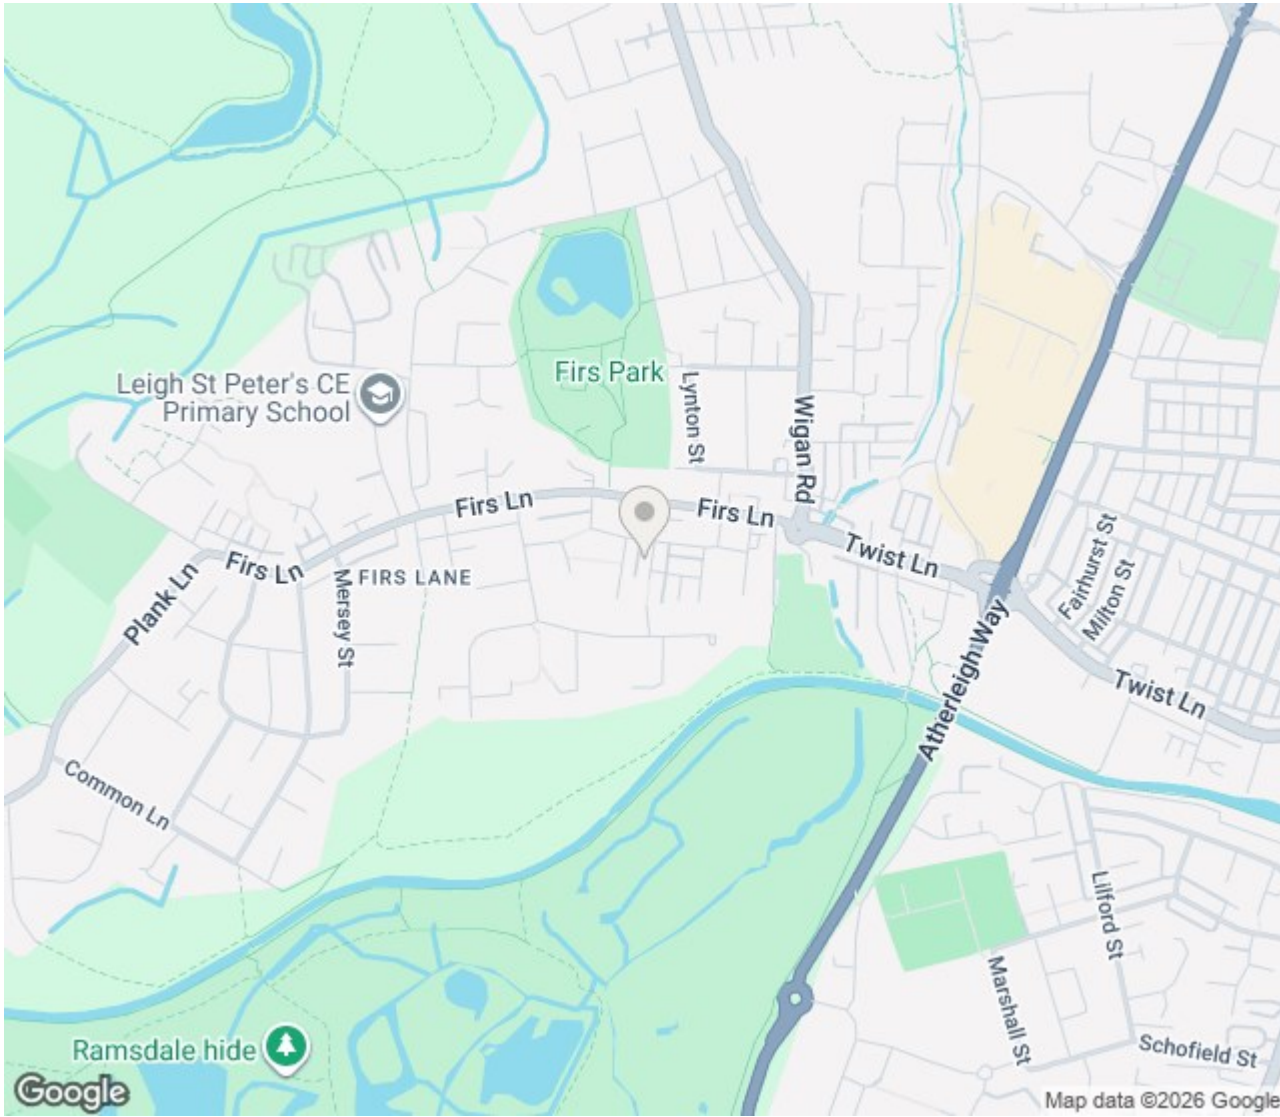 Firs Park
Leigh St Peter's CE
Primary School
Lynton St
Wigan Rd
Firs Ln
Firs Ln
Twist Ln
Firs Ln
FIRS LANE
Mersey St
Plank Ln
Fairhurst St
Milton St
Atherleigh Way
Twist Ln
Common Ln
Lilford St
Marshall St
Ramsdale hide
Schofield St
Google
Map data ©2026 Google